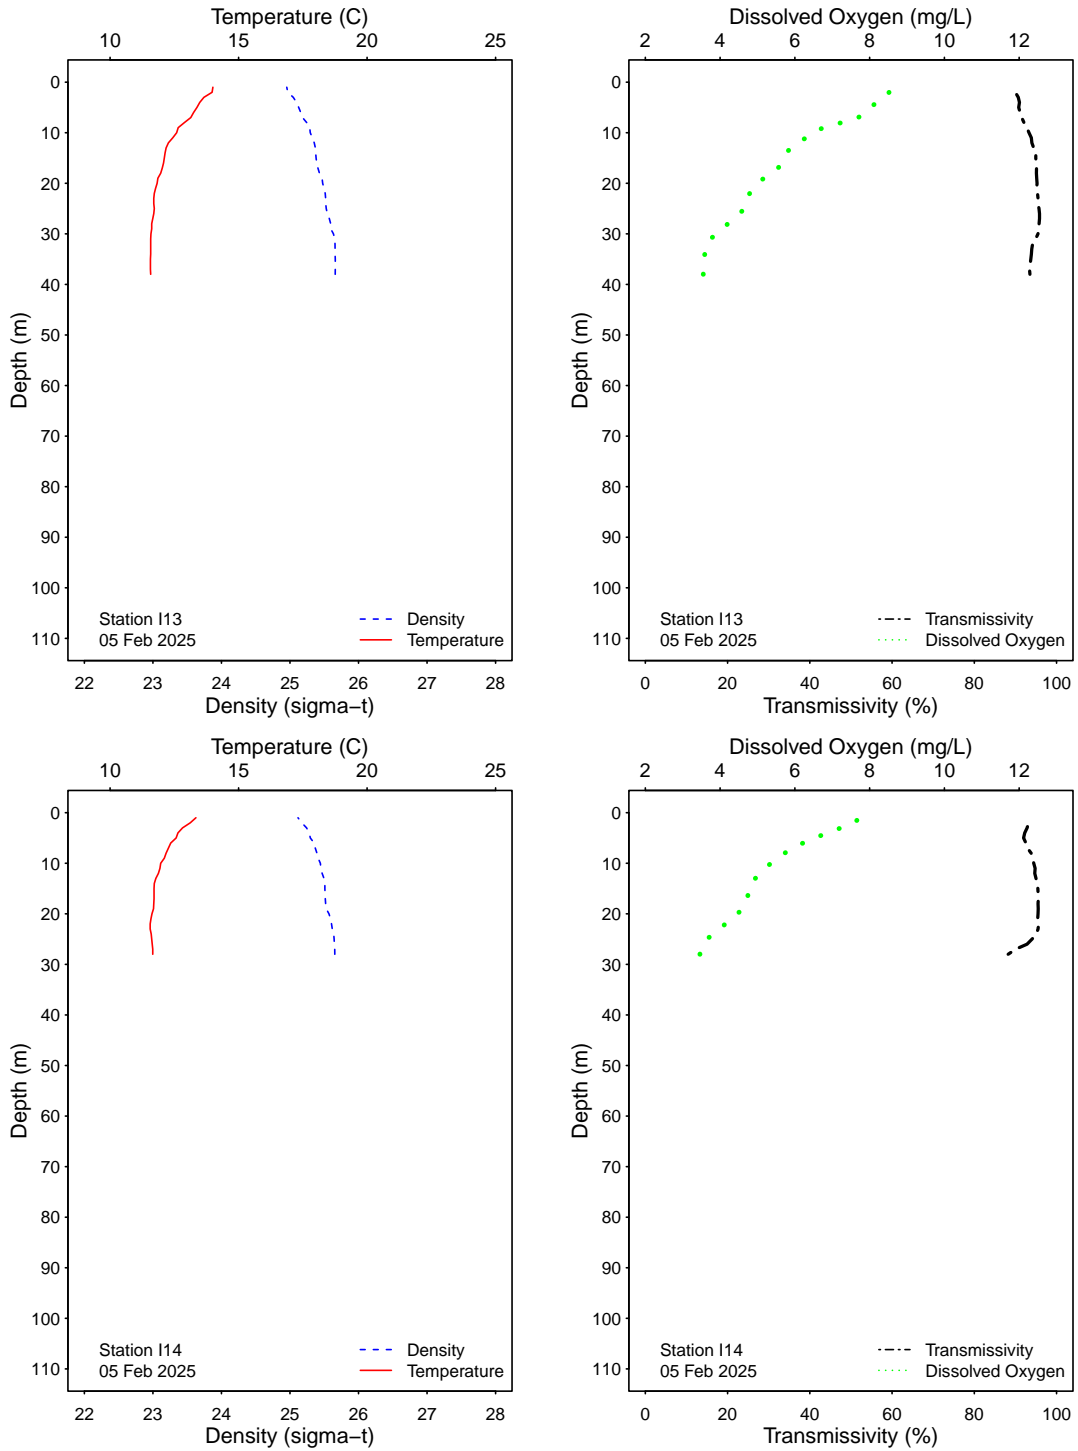 Temperature (C)
10 15 20 25
0
10
20
30
40
50
60
70
80
90
100
110
Depth (m)
Station I13
05 Feb 2025
Density
Temperature
22 23 24 25 26 27 28
Density (sigma−t)
Dissolved Oxygen (mg/L)
2 4 6 8 10 12
0
10
20
30
40
50
60
70
80
90
100
110
Depth (m)
Station I13
05 Feb 2025
Transmissivity
Dissolved Oxygen
0 20 40 60 80 100
Transmissivity (%)
Temperature (C)
10 15 20 25
0
10
20
30
40
50
60
70
80
90
100
110
Depth (m)
Station I14
05 Feb 2025
Density
Temperature
22 23 24 25 26 27 28
Density (sigma−t)
Dissolved Oxygen (mg/L)
2 4 6 8 10 12
0
10
20
30
40
50
60
70
80
90
100
110
Depth (m)
Station I14
05 Feb 2025
Transmissivity
Dissolved Oxygen
0 20 40 60 80 100
Transmissivity (%)